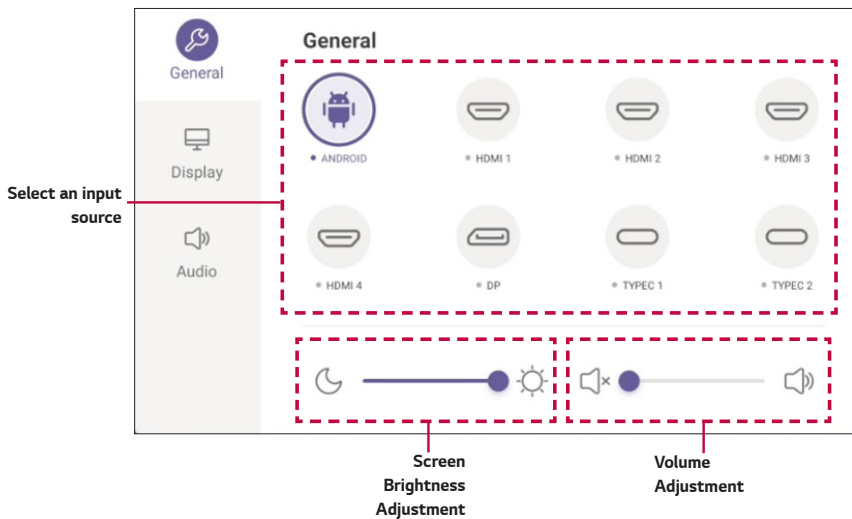 General
General
• ANDROID
• HDMI 1
• HDMI 2
• HDMI 3
Display
Select an input
source
Audio
• HDMI 4
• DP
• TYPEC 1
• TYPEC 2
Screen
Brightness
Adjustment
Volume
Adjustment